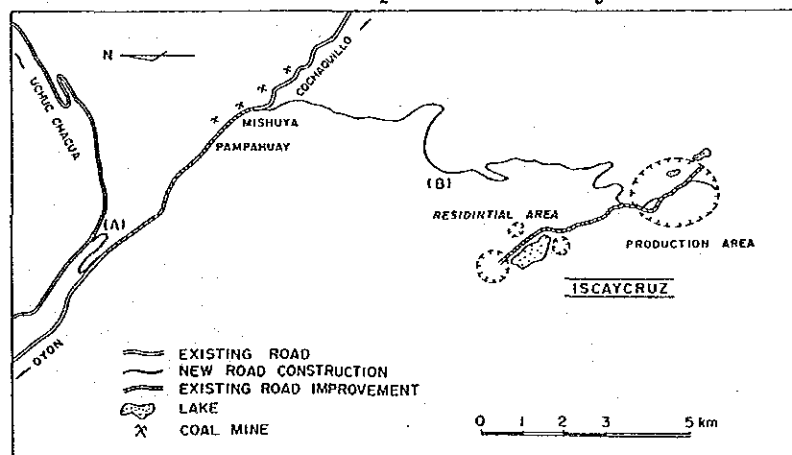 N
UCHUC CHACUA
COCHAQUILLO
MISHUYA
PAMPAHUAY
(A)
(B)
RESIDINTIAL AREA
PRODUCTION AREA
ISCAYCRUZ
OYON
EXISTING ROAD
NEW ROAD CONSTRUCTION
EXISTING ROAD IMPROVEMENT
LAKE
COAL MINE
0 1 2 3 5 km